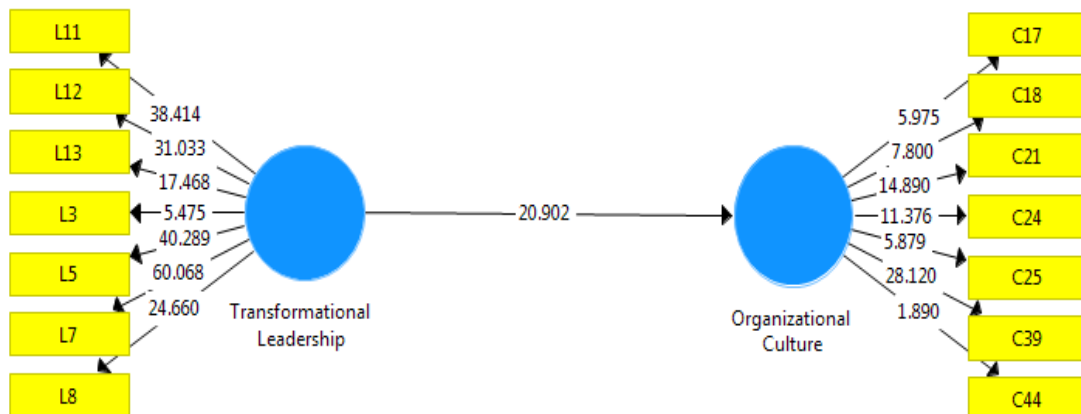 L11
L12
L13
L3
L5
L7
L8
38.414
31.033
17.468
5.475
40.289
60.068
24.660
Transformational
Leadership
20.902
Organizational
Culture
5.975
7.800
14.890
11.376
5.879
28.120
1.890
C17
C18
C21
C24
C25
C39
C44